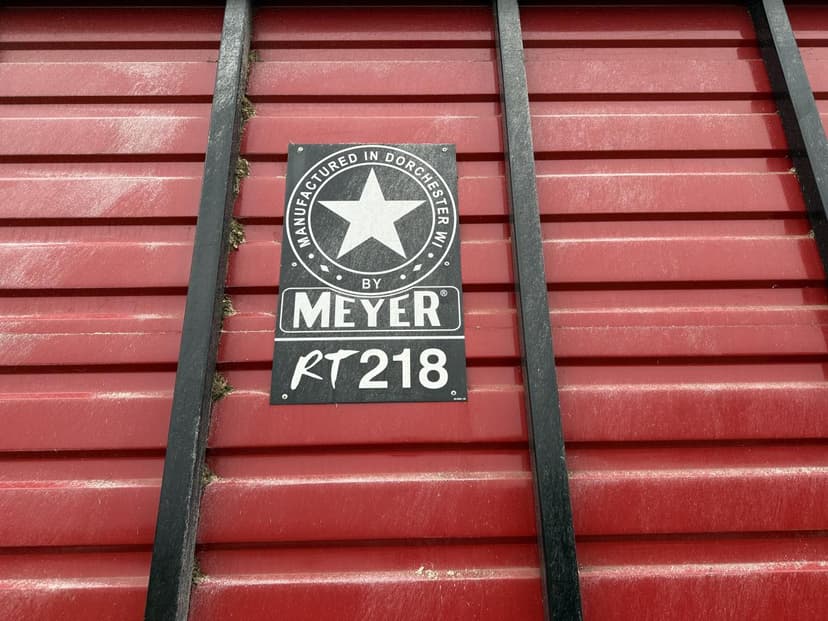 MANUFACTURED IN DORCHESTER WI
BY
MEYER®
RT218